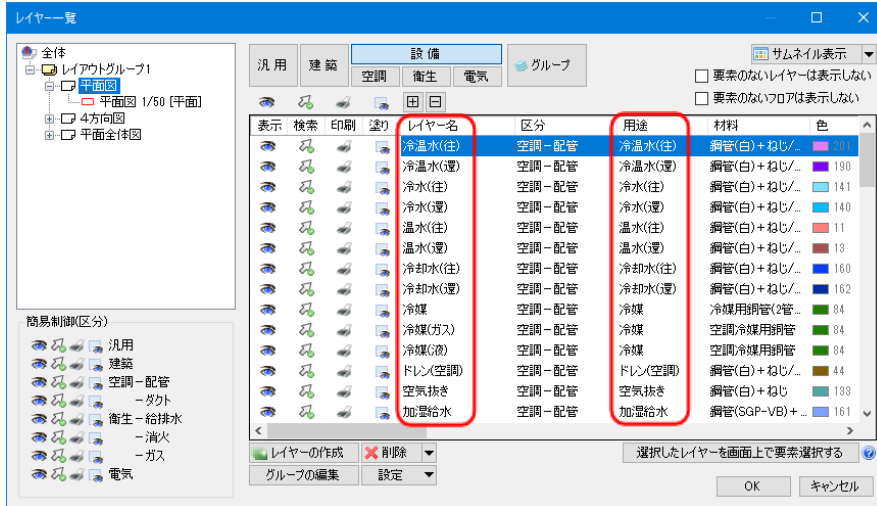 レイヤー一覧
全体
レイアウトグループ1
平面図
平面図 1/50 [平面]
4方向図
平面全体図
汎用
建築
設備
空調 衛生 電気
グループ
サムネイル表示
要素のないレイヤーは表示しない
要素のないフロアは表示しない
表示 検索 印刷 塗り レイヤー名 区分 用途 材料 色
冷温水(往) 空調-配管 冷温水(往) 鋼管(白)+ねじ/... 201
冷温水(還) 空調-配管 冷温水(還) 鋼管(白)+ねじ/... 190
冷水(往) 空調-配管 冷水(往) 鋼管(白)+ねじ/... 141
冷水(還) 空調-配管 冷水(還) 鋼管(白)+ねじ/... 140
温水(往) 空調-配管 温水(往) 鋼管(白)+ねじ/... 11
温水(還) 空調-配管 温水(還) 鋼管(白)+ねじ/... 13
冷却水(往) 空調-配管 冷却水(往) 鋼管(白)+ねじ/... 160
冷却水(還) 空調-配管 冷却水(還) 鋼管(白)+ねじ/... 162
冷媒 空調-配管 冷媒 冷媒用銅管(2管... 84
冷媒(ガス) 空調-配管 冷媒 空調冷媒用銅管 84
冷媒(液) 空調-配管 冷媒 空調冷媒用銅管 84
ドレン(空調) 空調-配管 ドレン(空調) 鋼管(白)+ねじ/... 44
空気抜き 空調-配管 空気抜き 鋼管(白)+ねじ 133
加湿給水 空調-配管 加湿給水 鋼管(SGP-VB)+... 161
簡易制御(区分)
汎用
建築
空調-配管
-ダクト
衛生-給排水
-消火
-ガス
電気
レイヤーの作成 削除
選択したレイヤーを画面上で要素選択する
グループの編集 設定
OK キャンセル